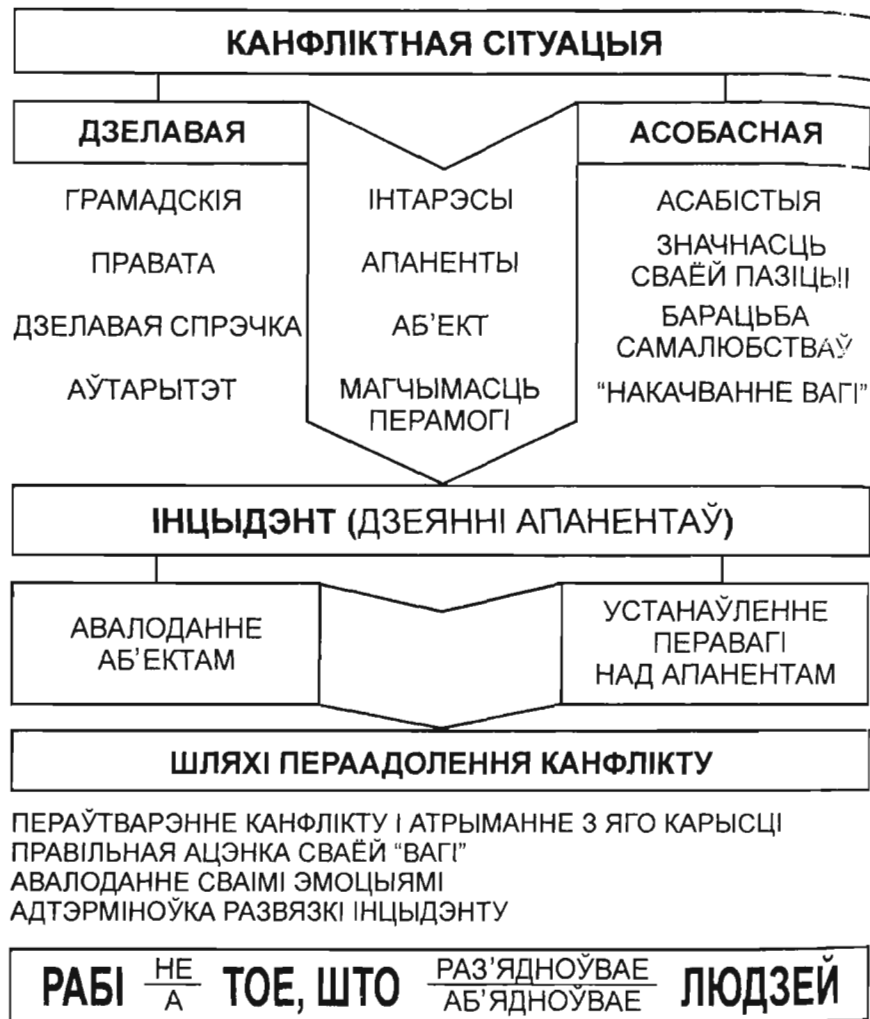 КАНФЛІКТНАЯ СІТУАЦЫЯ
ДЗЕЛАВАЯ
АСОБАСНАЯ
ГРАМАДСКІЯ
ІНТАРЭСЫ
АСАБІСТЫЯ
ПРАВАТА
АПАНЕНТЫ
ЗНАЧНАСЦЬ
СВАЁЙ ПАЗІЦЫІ
ДЗЕЛАВАЯ СПРЭЧКА
АБ’ЕКТ
БАРАЦЬБА
САМАЛЮБСТВАЎ
АЎТАРЫТЭТ
МАГЧЫМАСЦЬ
ПЕРАМОГІ
“НАКАЧВАННЕ ВАГІ”
ІНЦЫДЭНТ (ДЗЕЯННІ АПАНЕНТАЎ)
АВАЛОДАННЕ
АБ’ЕКТАМ
УСТАНАЎЛЕННЕ
ПЕРАВАГІ
НАД АПАНЕНТАМ
ШЛЯХІ ПЕРААДОЛЕННЯ КАНФЛІКТУ
ПЕРАЎТВАРЭННЕ КАНФЛІКТУ І АТРЫМАННЕ З ЯГО КАРЫСЦІ
ПРАВІЛЬНАЯ АЦЭНКА СВАЁЙ “ВАГІ”
АВАЛОДАННЕ СВАІМІ ЭМОЦЫЯМІ
АДТЭРМІНОЎКА РАЗВЯЗКІ ІНЦЫДЭНТУ
РАБІ НЕ ТОЕ, ШТО РАЗ’ЯДНОЎВАЕ ЛЮДЗЕЙ
А АБ’ЯДНОЎВАЕ